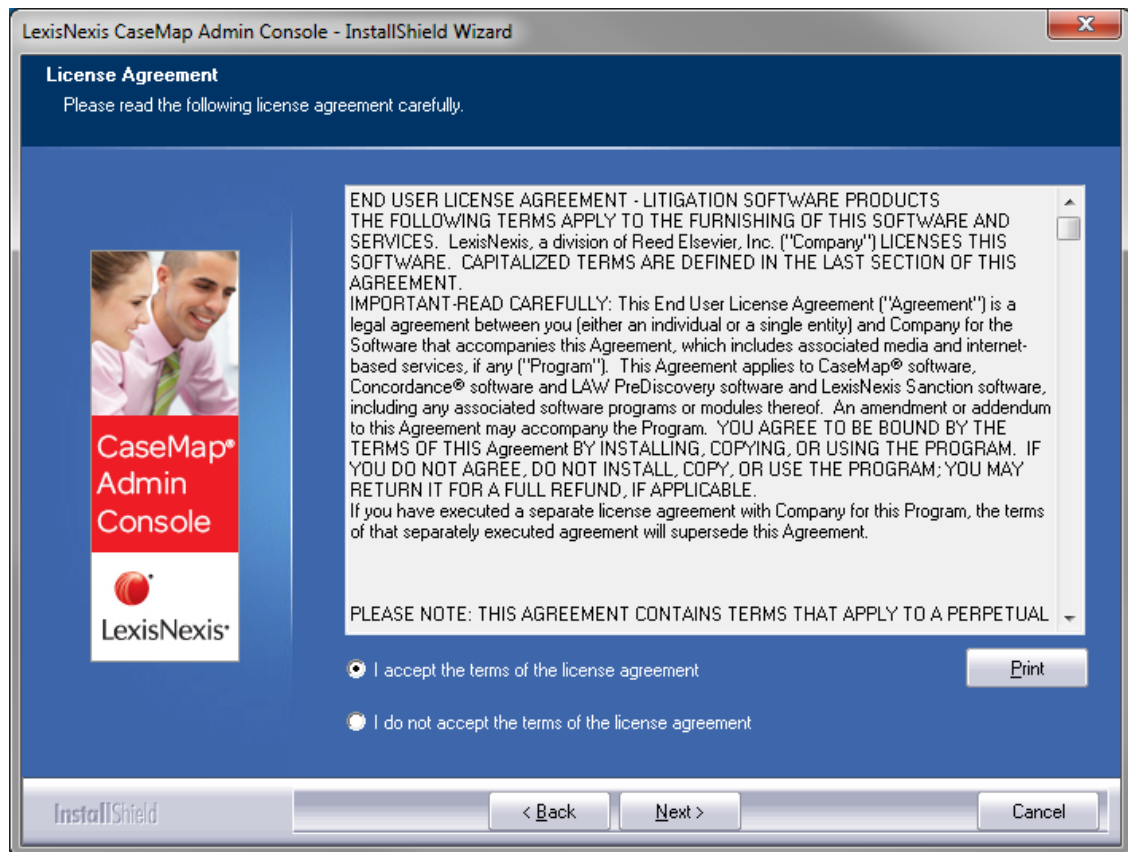 LexisNexis CaseMap Admin Console - InstallShield Wizard
License Agreement
Please read the following license agreement carefully.
END USER LICENSE AGREEMENT - LITIGATION SOFTWARE PRODUCTS
THE FOLLOWING TERMS APPLY TO THE FURNISHING OF THIS SOFTWARE AND
SERVICES. LexisNexis, a division of Reed Elsevier, Inc. ("Company") LICENSES THIS
SOFTWARE. CAPITALIZED TERMS ARE DEFINED IN THE LAST SECTION OF THIS
AGREEMENT.
IMPORTANT-READ CAREFULLY: This End User License Agreement ("Agreement") is a
legal agreement between you (either an individual or a single entity) and Company for the
Software that accompanies this Agreement, which includes associated media and internet-
based services, if any ("Program"). This Agreement applies to CaseMap® software,
Concordance® software and LAW PreDiscovery software and LexisNexis Sanction software,
including any associated software programs or modules thereof. An amendment or addendum
to this Agreement may accompany the Program. YOU AGREE TO BE BOUND BY THE
TERMS OF THIS Agreement BY INSTALLING, COPYING, OR USING THE PROGRAM. IF
YOU DO NOT AGREE, DO NOT INSTALL, COPY, OR USE THE PROGRAM; YOU MAY
RETURN IT FOR A FULL REFUND, IF APPLICABLE.
If you have executed a separate license agreement with Company for this Program, the terms
of that separately executed agreement will supersede this Agreement.
PLEASE NOTE: THIS AGREEMENT CONTAINS TERMS THAT APPLY TO A PERPETUAL
CaseMap®
Admin
Console
LexisNexis®
I accept the terms of the license agreement
Print
I do not accept the terms of the license agreement
InstallShield
< Back
Next >
Cancel